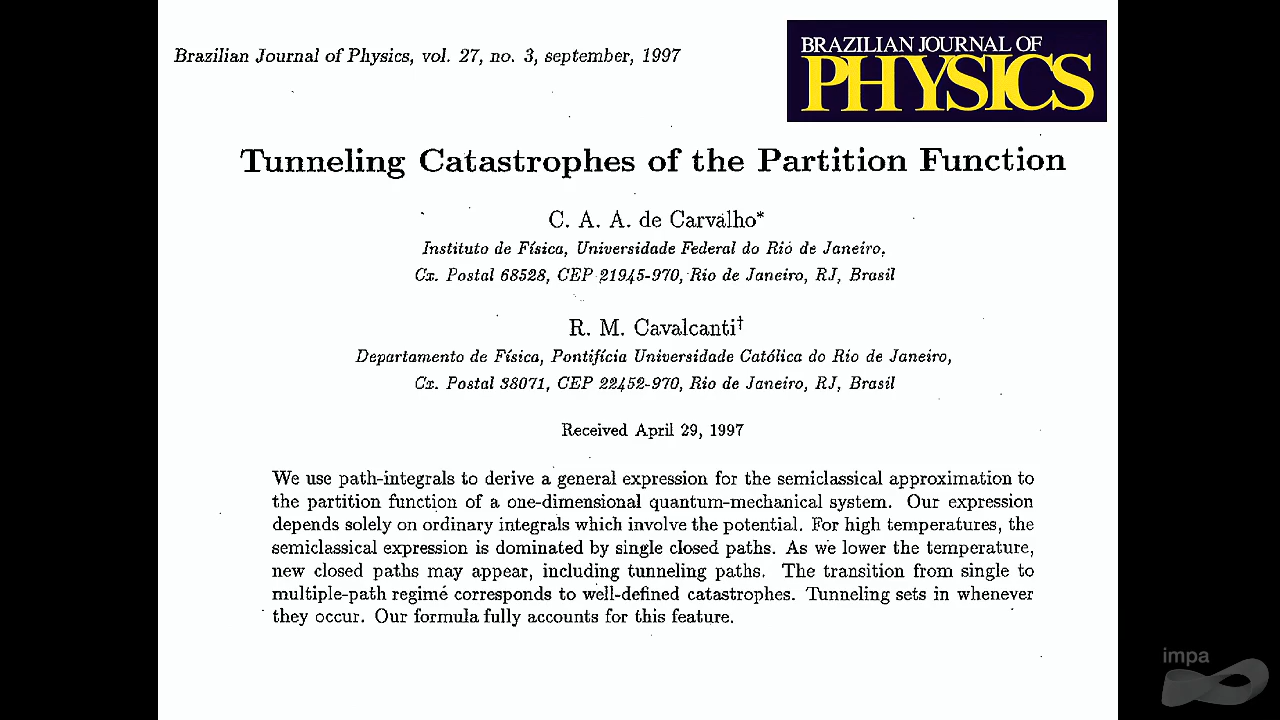 Brazilian Journal of Physics, vol. 27, no. 3, september, 1997
BRAZILIAN JOURNAL OF
PHYSICS
Tunneling Catastrophes of the Partition Function
C. A. A. de Carvalho*
Instituto de Física, Universidade Federal do Rio de Janeiro,
Cx. Postal 68528, CEP 21945-970, Rio de Janeiro, RJ, Brasil
R. M. Cavalcanti†
Departamento de Física, Pontifícia Universidade Católica do Rio de Janeiro,
Cx. Postal 38071, CEP 22452-970, Rio de Janeiro, RJ, Brasil
Received April 29, 1997
We use path-integrals to derive a general expression for the semiclassical approximation to
the partition function of a one-dimensional quantum-mechanical system. Our expression
depends solely on ordinary integrals which involve the potential. For high temperatures, the
semiclassical expression is dominated by single closed paths. As we lower the temperature,
new closed paths may appear, including tunneling paths. The transition from single to
multiple-path regimé corresponds to well-defined catastrophes. Tunneling sets in whenever
they occur. Our formula fully accounts for this feature.
impa